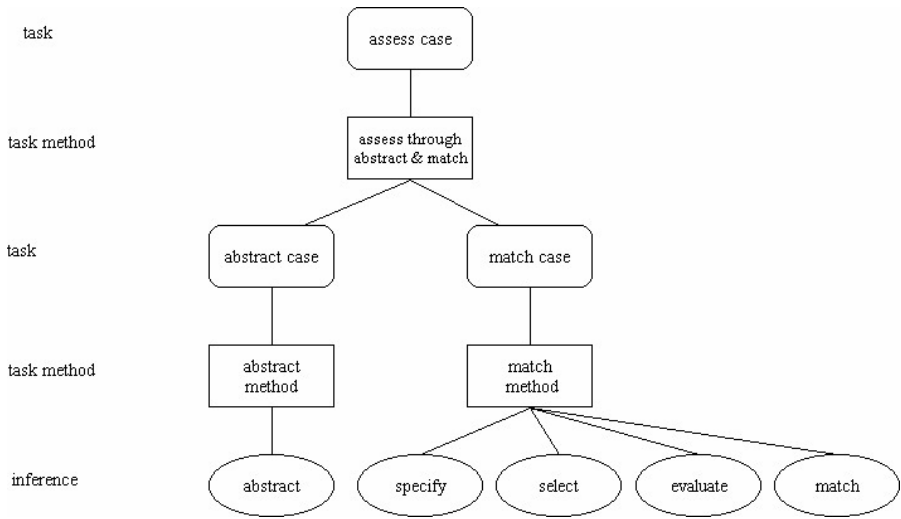 task
assess case
task method
assess through
abstract & match
task
abstract case
match case
task method
abstract
method
match
method
inference
abstract
specify
select
evaluate
match